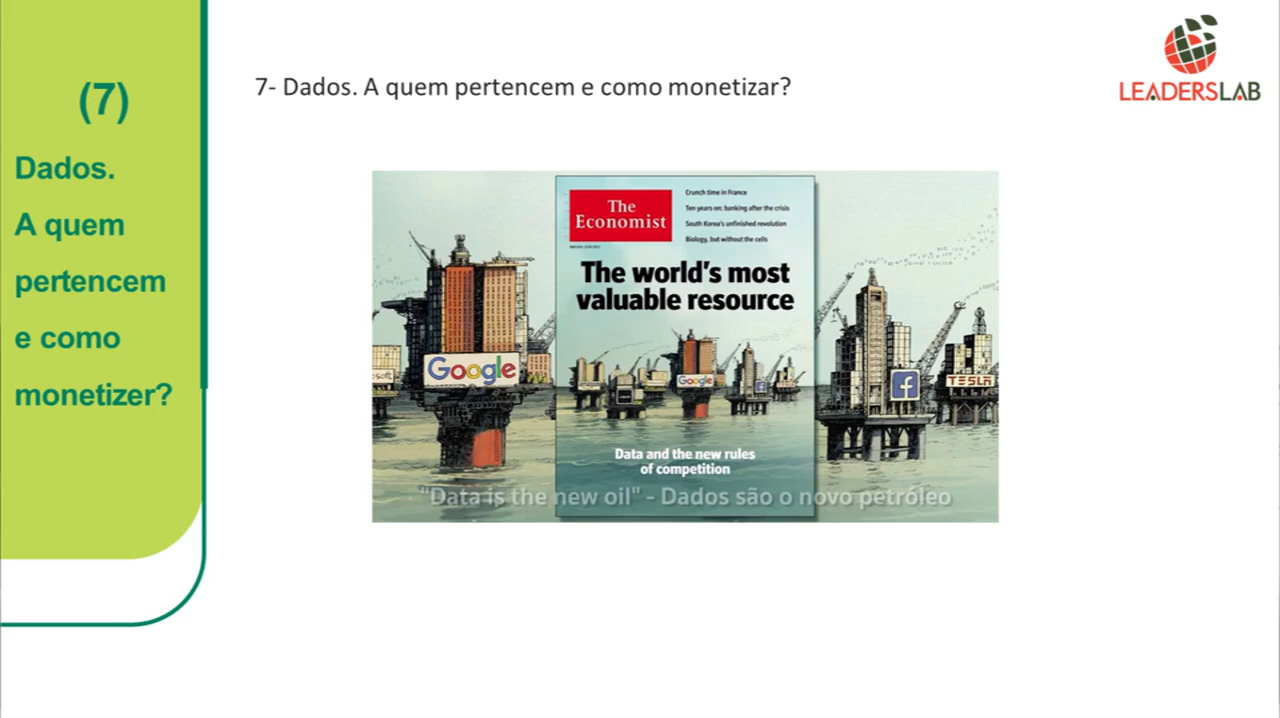 (7)
Dados.
A quem
pertencem
e como
monetizer?
7- Dados. A quem pertencem e como monetizar?
LEADERSLAB
The
Economist
Crunch time in France
Ten years on: banking after the crisis
South Korea's unfinished revolution
Biology, but without the cells
The world's most
valuable resource
Google
Google
TESLA
Data and the new rules
of competition
"Data is the new oil" - Dados são o novo petróleo